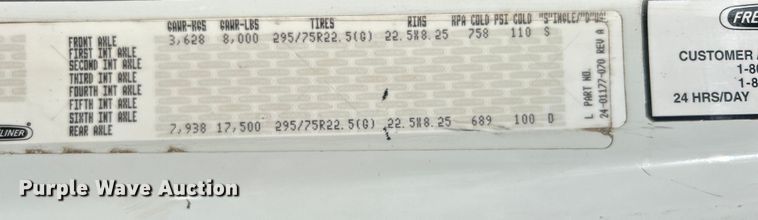 GAWR-KGS GAWR-LBS TIRES RIMS KPA COLD PSI COLD "S"INGLE/"D"UAL
FRONT AXLE 3,628 8,000 295/75R22.5(G) 22.5X8.25 758 110 S
FIRST INT AXLE
SECOND INT AXLE
THIRD INT AXLE
FOURTH INT AXLE
FIFTH INT AXLE
SIXTH INT AXLE
REAR AXLE 7,938 17,500 295/75R22.5(G) 22.5X8.25 689 100 D
L PART NO.
24-01177-070 REV A
LINER
FRE
CUSTOMER
1-80
1-8
24 HRS/DAY
Purple Wave Auction